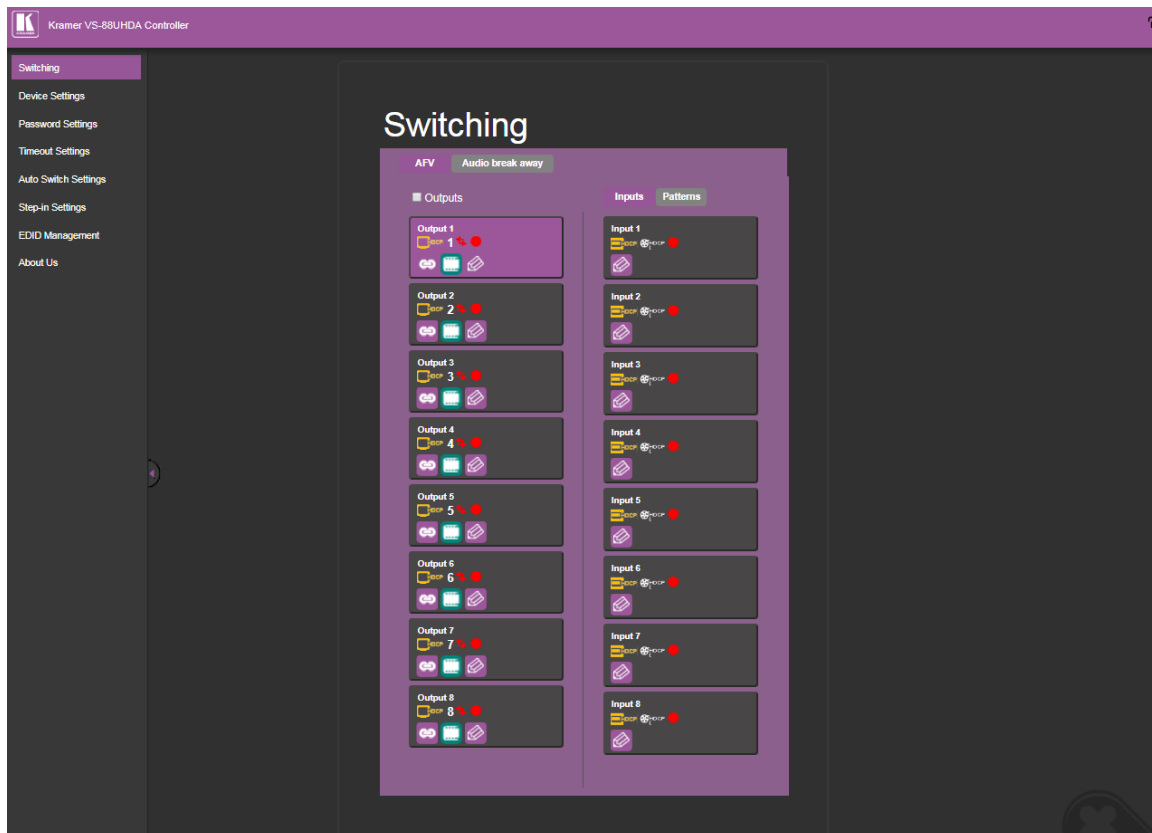 Kramer VS-88UHDA Controller
Switching
Device Settings
Password Settings
Timeout Settings
Auto Switch Settings
Step-in Settings
EDID Management
About Us
Switching
AFV Audio break away
Outputs
Output 1
1
Output 2
2
Output 3
3
Output 4
4
Output 5
5
Output 6
6
Output 7
7
Output 8
8
Inputs Patterns
Input 1
Input 2
Input 3
Input 4
Input 5
Input 6
Input 7
Input 8